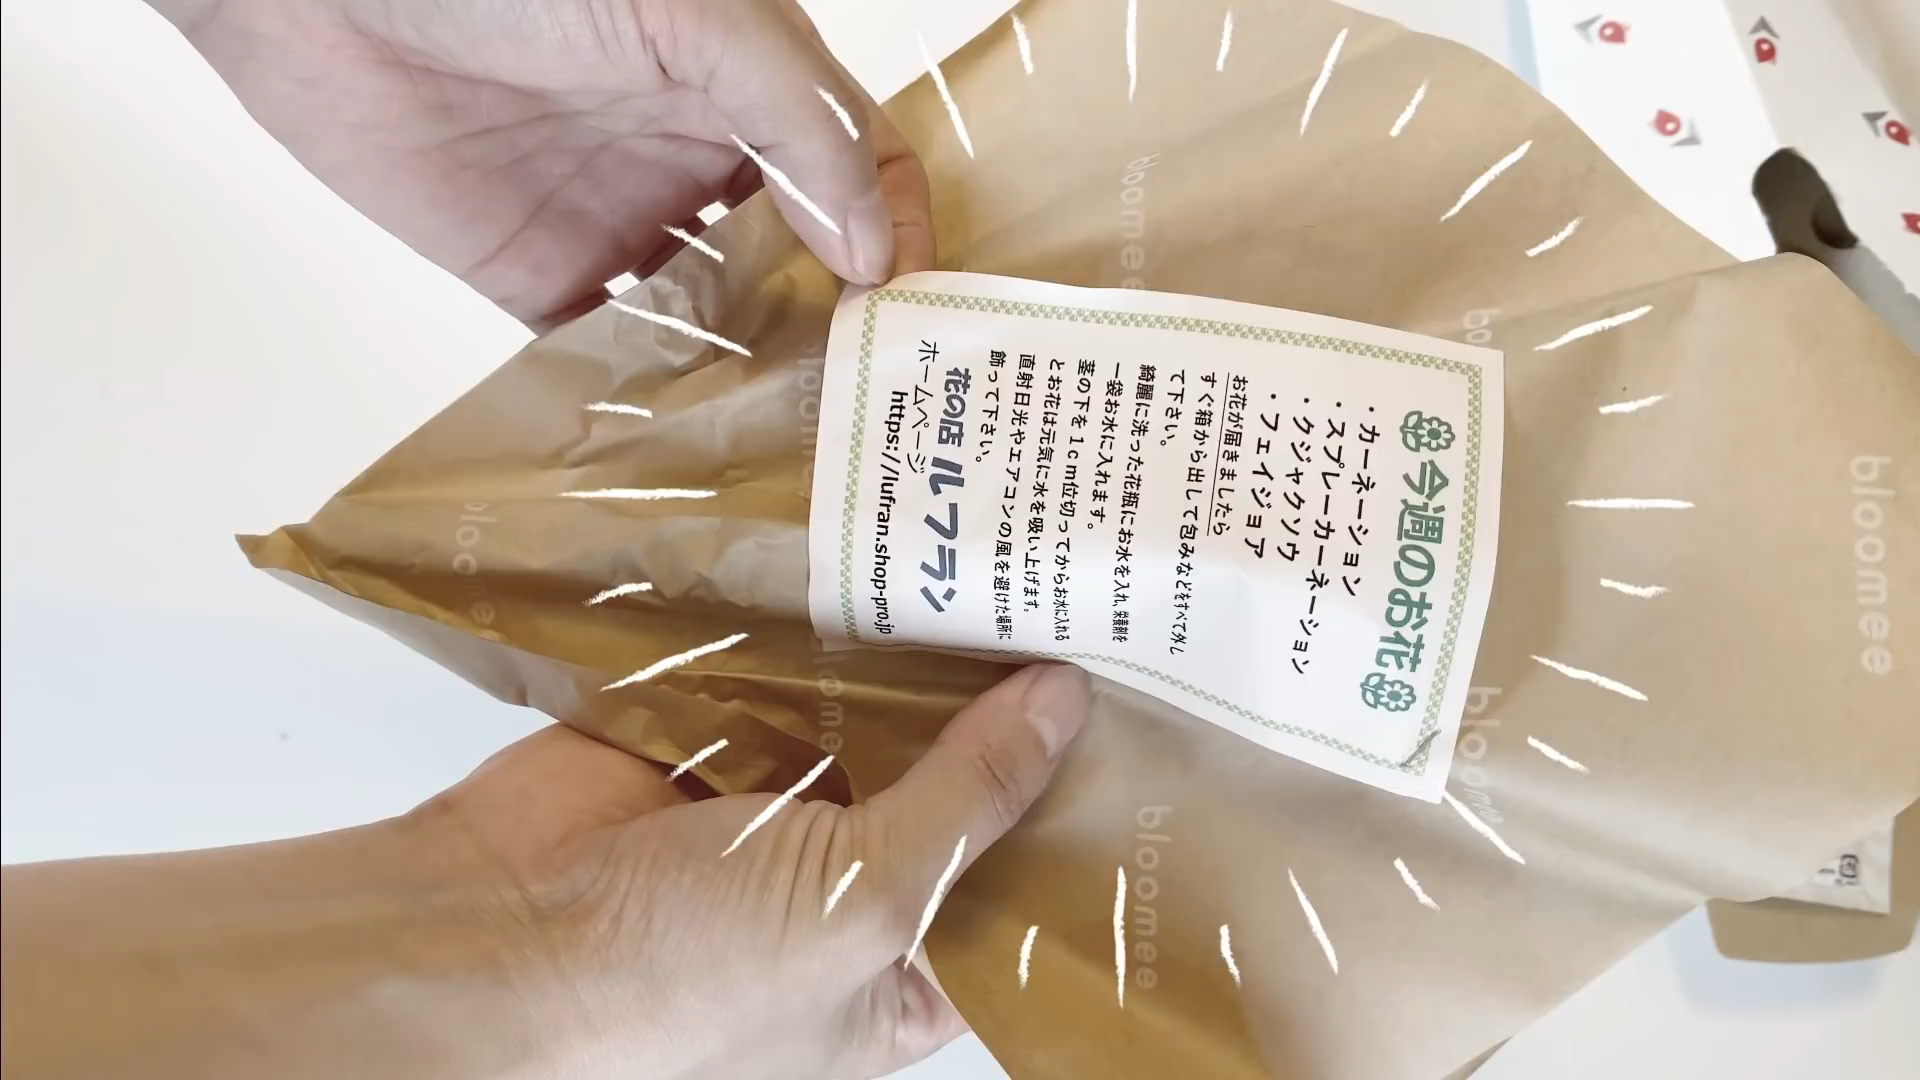 今週のお花
・カーネーション
・スプレーカーネーション
・クジャクソウ
・フェイジョア
お花が届きましたら
すぐ箱から出して包みなどをすべて外し
て下さい。
綺麗に洗った花瓶にお水を入れ、栄養剤を
一袋お水に入れます。
茎の下を１ｃｍ位切ってからお水に入れる
とお花は元気に水を吸い上げます。
直射日光やエアコンの風を避けた場所に
飾って下さい。
花の店 ルフラン
ホームページ
https://lufran.shop-pro.jp
bloomee
bloomee
bloomee
bloomee
bloomee
bloomee